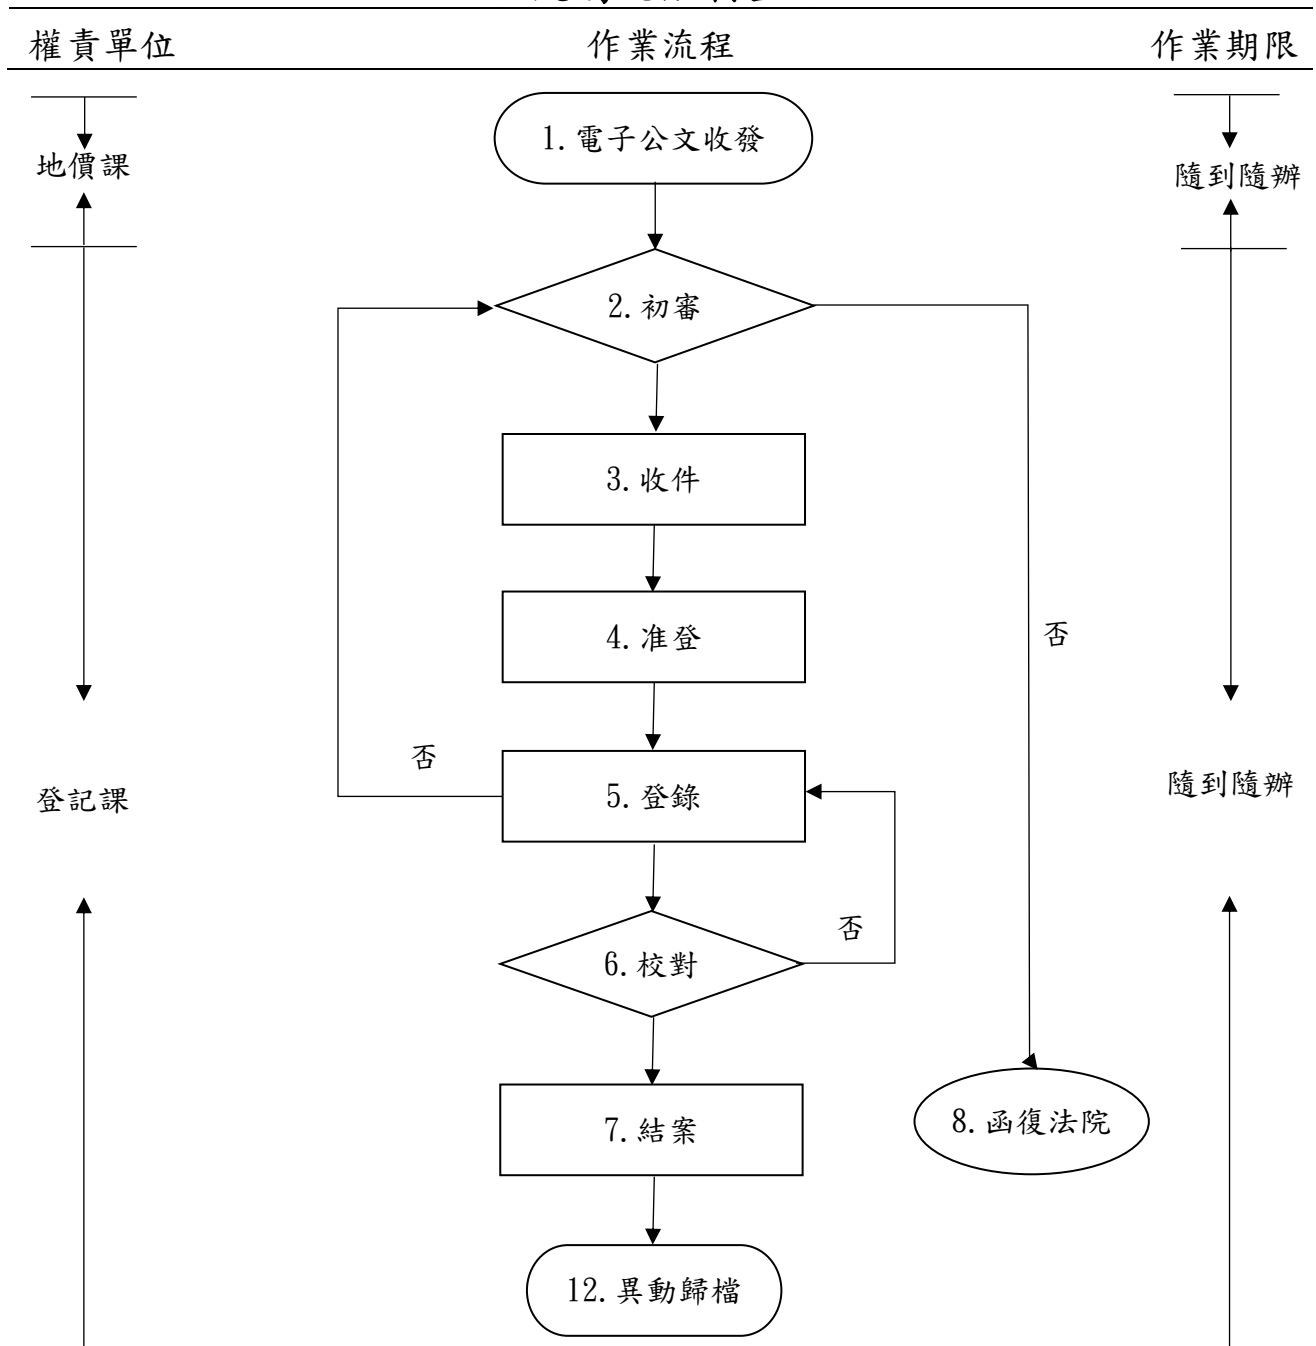 權責單位 作業流程 作業期限
1.電子公文收發
地價課
隨到隨辦
2.初審
3.收件
4.准登
否
否
5.登錄
登記課
隨到隨辦
否
6.校對
7.結案
8.函復法院
12.異動歸檔